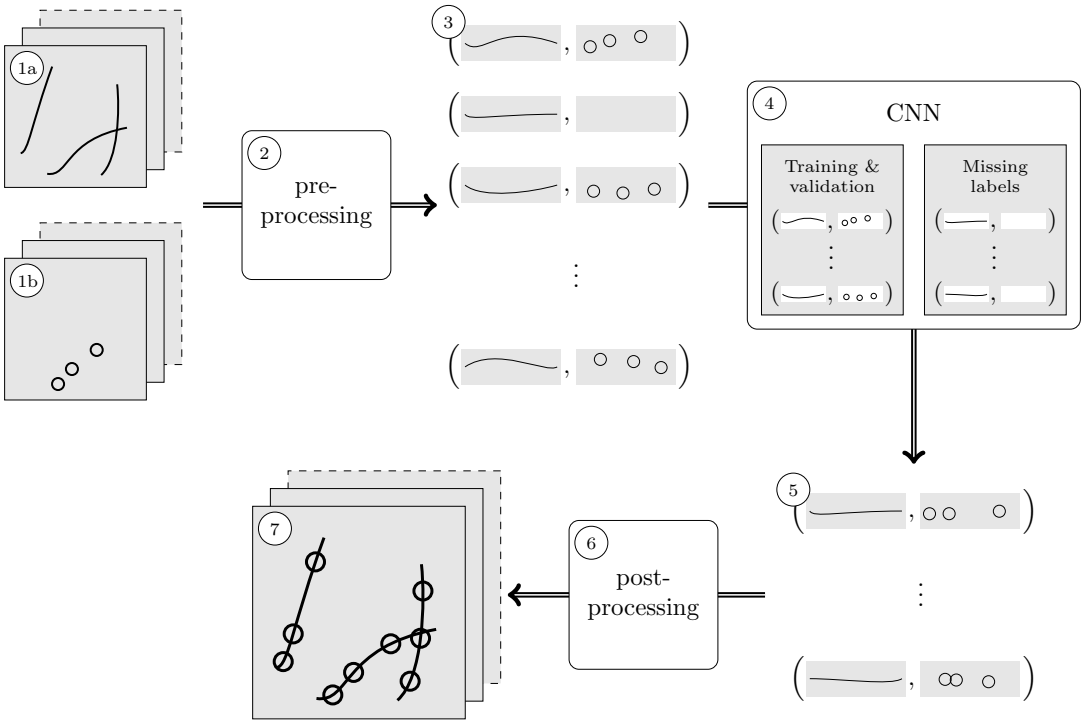 1a
1b
2
pre-
processing
3
( , )
( , )
( , )
⋮
( , )
4
CNN
Training &
validation
( , )
⋮
( , )
Missing
labels
( , )
⋮
( , )
5
( , )
⋮
( , )
6
post-
processing
7